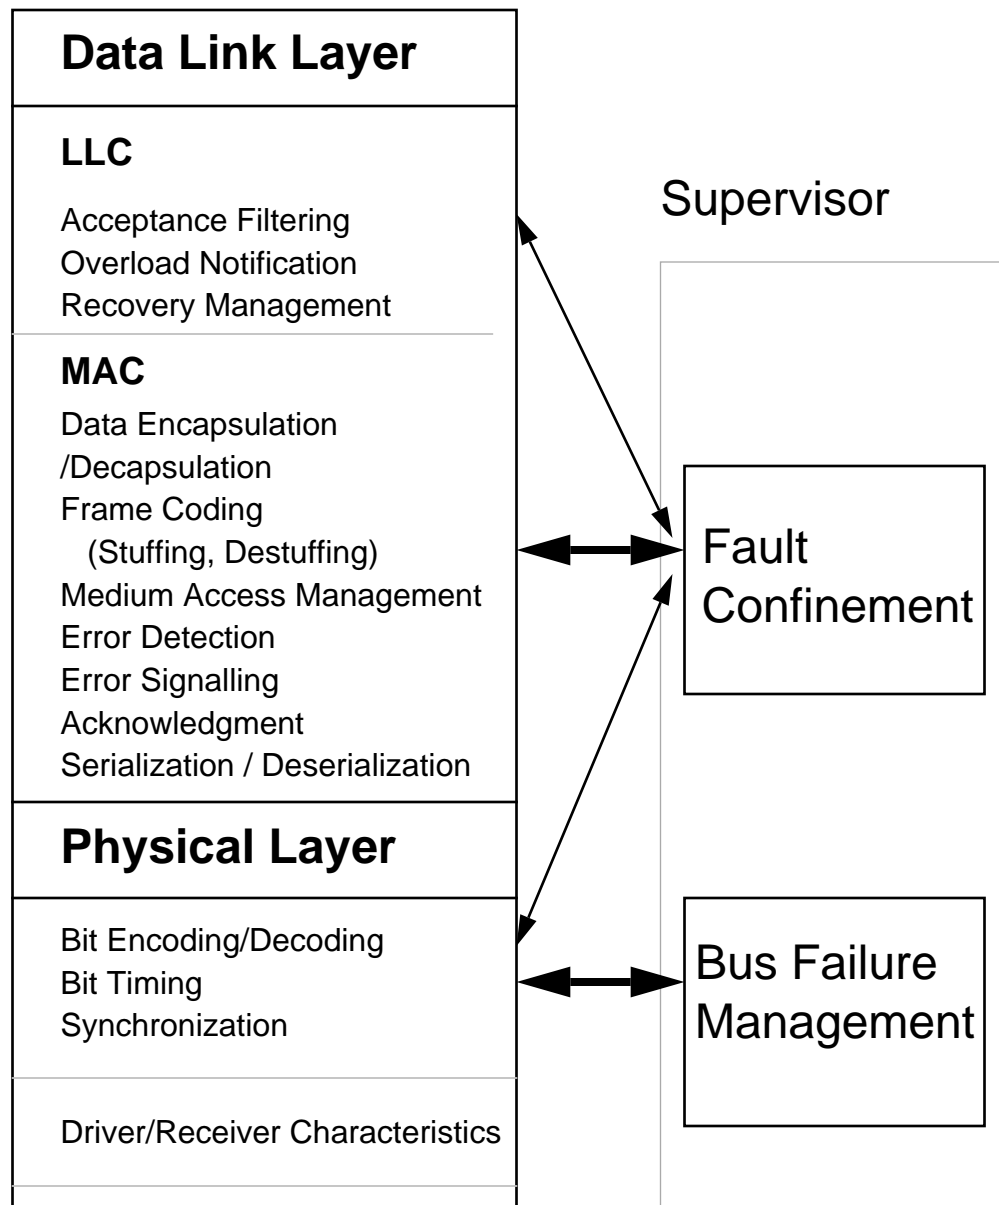 Data Link Layer
LLC
Acceptance Filtering
Overload Notification
Recovery Management
MAC
Data Encapsulation
/Decapsulation
Frame Coding
(Stuffing, Destuffing)
Medium Access Management
Error Detection
Error Signalling
Acknowledgment
Serialization / Deserialization
Physical Layer
Bit Encoding/Decoding
Bit Timing
Synchronization
Driver/Receiver Characteristics
Supervisor
Fault
Confinement
Bus Failure
Management